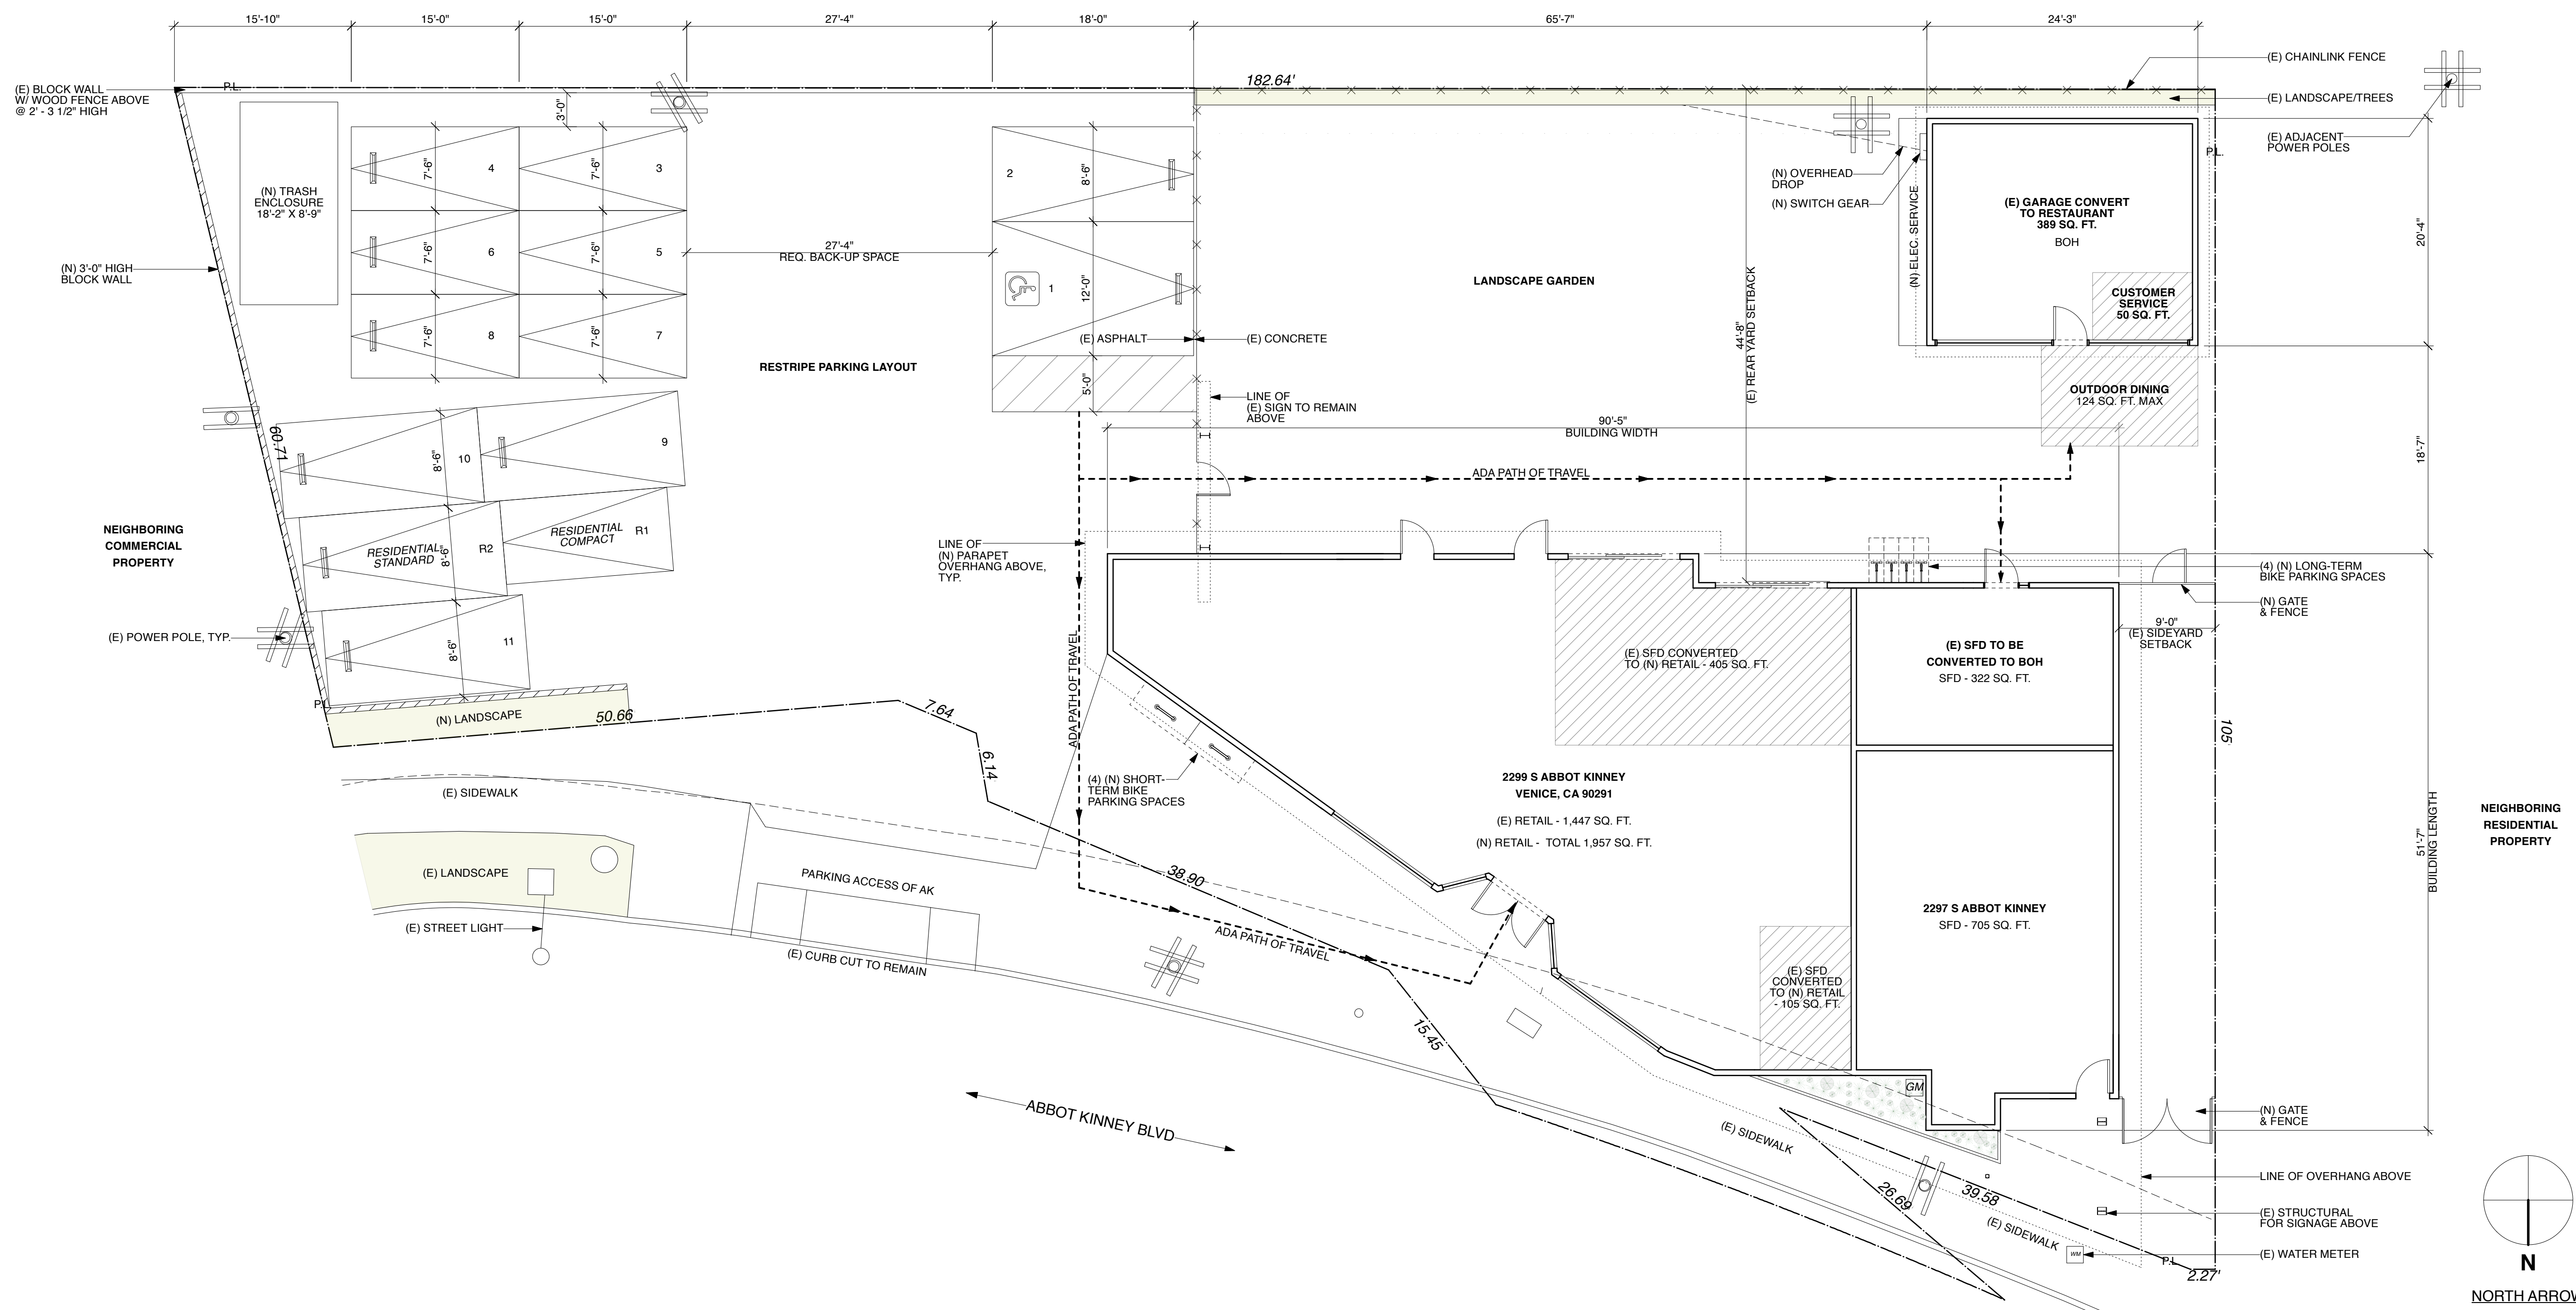 15'-10"
15'-0"
15'-0"
27'-4"
18'-0"
65'-7"
24'-3"
(E) BLOCK WALL
W/ WOOD FENCE ABOVE
@ 2' - 3 1/2" HIGH
P.L.
3'-0"
182.64'
(E) CHAINLINK FENCE
(E) LANDSCAPE/TREES
(E) ADJACENT
POWER POLES
P.L.
(N) TRASH
ENCLOSURE
18'-2" X 8'-9"
7'-6"
4
7'-6"
3
7'-6"
6
7'-6"
5
7'-6"
8
7'-6"
7
27'-4"
REQ. BACK-UP SPACE
2
8'-6"
1
12'-0"
5'-0"
(E) ASPHALT
(E) CONCRETE
(N) 3'-0" HIGH
BLOCK WALL
RESTRIPE PARKING LAYOUT
LANDSCAPE GARDEN
44'-8"
(E) REAR YARD SETBACK
(N) OVERHEAD
DROP
(N) SWITCH GEAR
(N) ELEC. SERVICE
(E) GARAGE CONVERT
TO RESTAURANT
389 SQ. FT.
BOH
CUSTOMER
SERVICE
50 SQ. FT.
20'-4"
OUTDOOR DINING
124 SQ. FT. MAX
18'-7"
LINE OF
(E) SIGN TO REMAIN
ABOVE
90'-5"
BUILDING WIDTH
ADA PATH OF TRAVEL
60.71
8'-6"
10
9
RESIDENTIAL
STANDARD
8'-6"
R2
RESIDENTIAL
COMPACT
R1
8'-6"
11
NEIGHBORING
COMMERCIAL
PROPERTY
(E) POWER POLE, TYP.
P.L.
(N) LANDSCAPE
50.66
7.64
6.14
LINE OF
(N) PARAPET
OVERHANG ABOVE,
TYP.
ADA PATH OF TRAVEL
(4) (N) SHORT-
TERM BIKE
PARKING SPACES
(E) SFD CONVERTED
TO (N) RETAIL - 405 SQ. FT.
(E) SFD TO BE
CONVERTED TO BOH
SFD - 322 SQ. FT.
(4) (N) LONG-TERM
BIKE PARKING SPACES
(N) GATE
& FENCE
9'-0"
(E) SIDEYARD
SETBACK
105'
2299 S ABBOT KINNEY
VENICE, CA 90291
(E) RETAIL - 1,447 SQ. FT.
(N) RETAIL - TOTAL 1,957 SQ. FT.
2297 S ABBOT KINNEY
SFD - 705 SQ. FT.
(E) SFD
CONVERTED
TO (N) RETAIL
- 105 SQ. FT.
51'-7"
BUILDING LENGTH
NEIGHBORING
RESIDENTIAL
PROPERTY
(E) SIDEWALK
(E) LANDSCAPE
(E) STREET LIGHT
PARKING ACCESS OF AK
(E) CURB CUT TO REMAIN
38.90
ADA PATH OF TRAVEL
15.45
ABBOT KINNEY BLVD
GM
(E) SIDEWALK
26.69
39.58
(E) SIDEWALK
WM
P.L.
2.27'
(N) GATE
& FENCE
LINE OF OVERHANG ABOVE
(E) STRUCTURAL
FOR SIGNAGE ABOVE
(E) WATER METER
N
NORTH ARROW